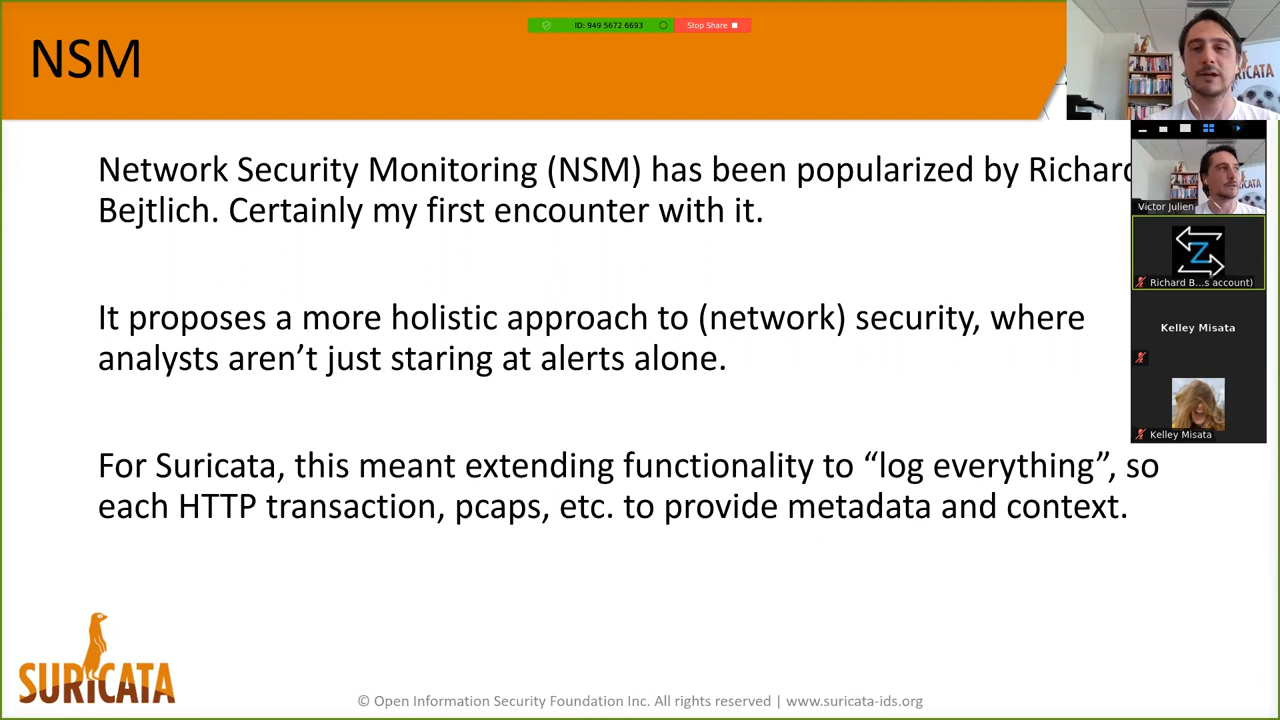 NSM
ID: 949 5672 6693
Stop Share
Network Security Monitoring (NSM) has been popularized by Richard
Bejtlich. Certainly my first encounter with it.
It proposes a more holistic approach to (network) security, where
analysts aren’t just staring at alerts alone.
For Suricata, this meant extending functionality to “log everything”, so
each HTTP transaction, pcaps, etc. to provide metadata and context.
Victor Julien
Z
Richard B...s account)
Kelley Misata
Kelley Misata
SURICATA
© Open Information Security Foundation Inc. All rights reserved | www.suricata-ids.org